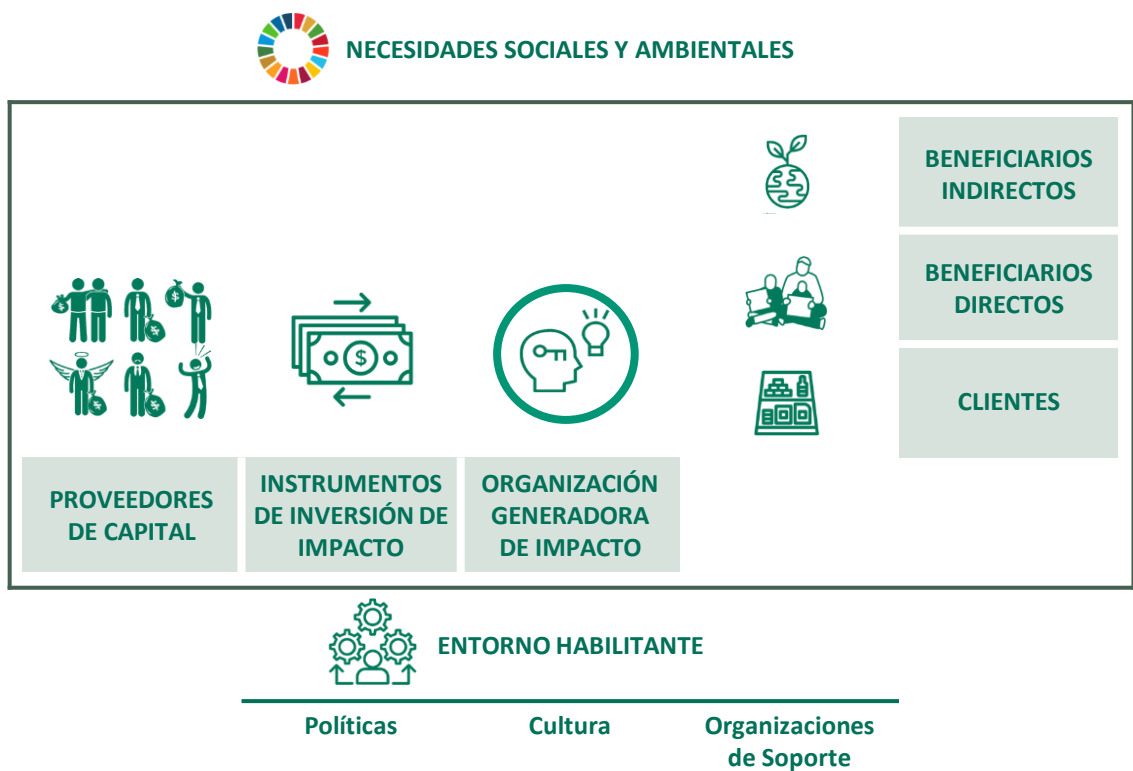 NECESIDADES SOCIALES Y AMBIENTALES
BENEFICIARIOS
INDIRECTOS
BENEFICIARIOS
DIRECTOS
CLIENTES
PROVEEDORES
DE CAPITAL
INSTRUMENTOS
DE INVERSIÓN DE
IMPACTO
ORGANIZACIÓN
GENERADORA
DE IMPACTO
ENTORNO HABILITANTE
Políticas
Cultura
Organizaciones
de Soporte